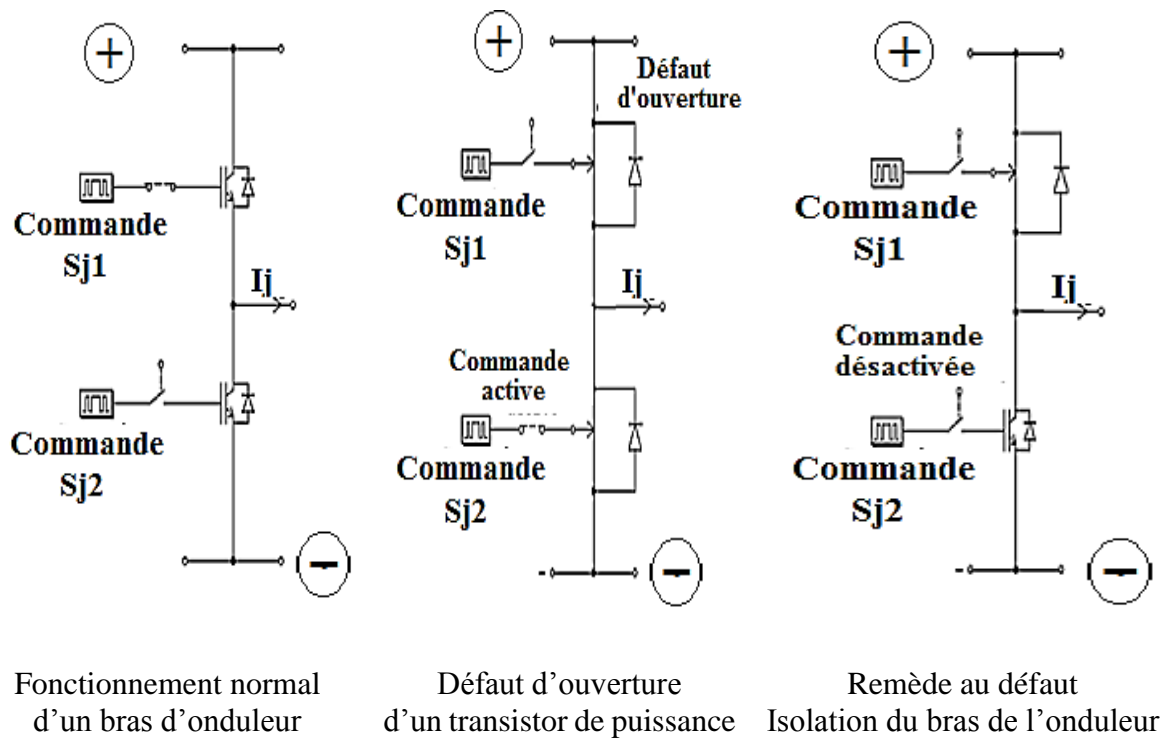 +
Commande
Sj1
Ij
Commande
Sj2
-
Fonctionnement normal
d'un bras d'onduleur
+
Défaut
d'ouverture
Commande
Sj1
Ij
Commande
active
Commande
Sj2
-
Défaut d’ouverture
d’un transistor de puissance
+
Commande
Sj1
Ij
Commande
désactivée
Commande
Sj2
-
Remède au défaut
Isolation du bras de l’onduleur